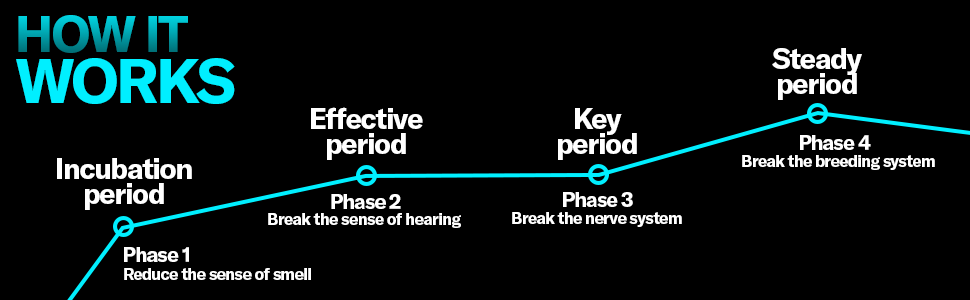 HOW IT
WORKS
Incubation
period
Phase 1
Reduce the sense of smell
Effective
period
Phase 2
Break the sense of hearing
Key
period
Phase 3
Break the nerve system
Steady
period
Phase 4
Break the breeding system